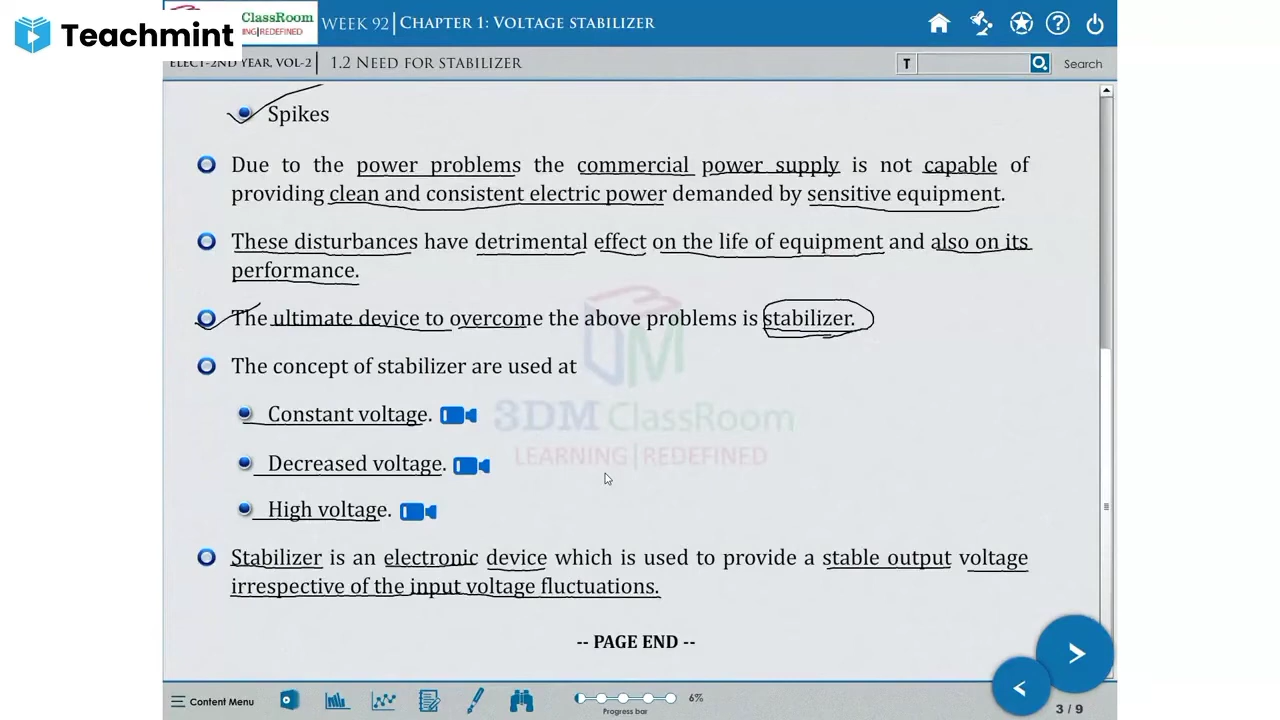 Teachmint
ClassRoom
NG|REDEFINED
WEEK 92 | CHAPTER 1: VOLTAGE STABILIZER
ELECT-2ND YEAR, VOL-2 | 1.2 NEED FOR STABILIZER
T
Search
Spikes
Due to the power problems the commercial power supply is not capable of
providing clean and consistent electric power demanded by sensitive equipment.
These disturbances have detrimental effect on the life of equipment and also on its
performance.
The ultimate device to overcome the above problems is stabilizer.
The concept of stabilizer are used at
Constant voltage.
3DM ClassRoom
LEARNING|REDEFINED
Decreased voltage.
High voltage.
Stabilizer is an electronic device which is used to provide a stable output voltage
irrespective of the input voltage fluctuations.
-- PAGE END --
Content Menu
Progress bar
6%
3 / 9